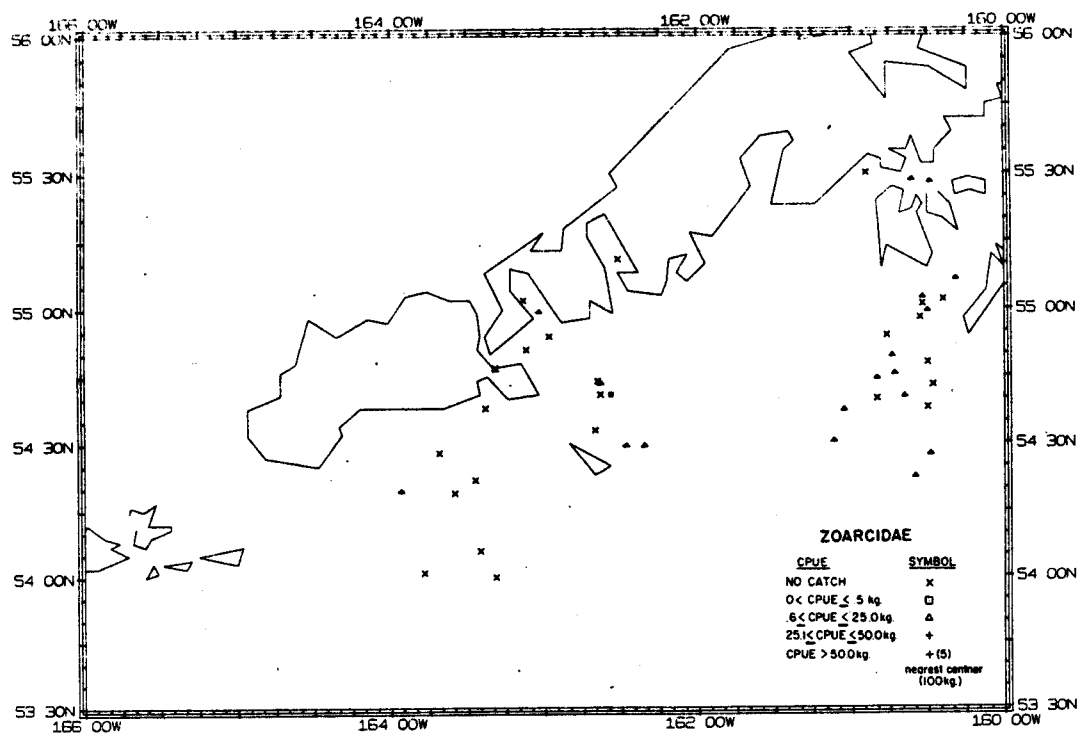 166 00W 164 00W 162 00W 160 00W
56 00N 56 00N
55 30N 55 30N
55 00N 55 00N
54 30N 54 30N
ZOARCIDAE
CPUE SYMBOL
NO CATCH x
0< CPUE ≤ .5 kg. □
.6≤ CPUE ≤ 25.0kg. △
25.1≤CPUE ≤50.0kg. +
CPUE > 50.0kg. +(5)
nearest centner
(100kg.)
54 00N 54 00N
53 30N 53 30N
166 00W 164 00W 162 00W 160 00W